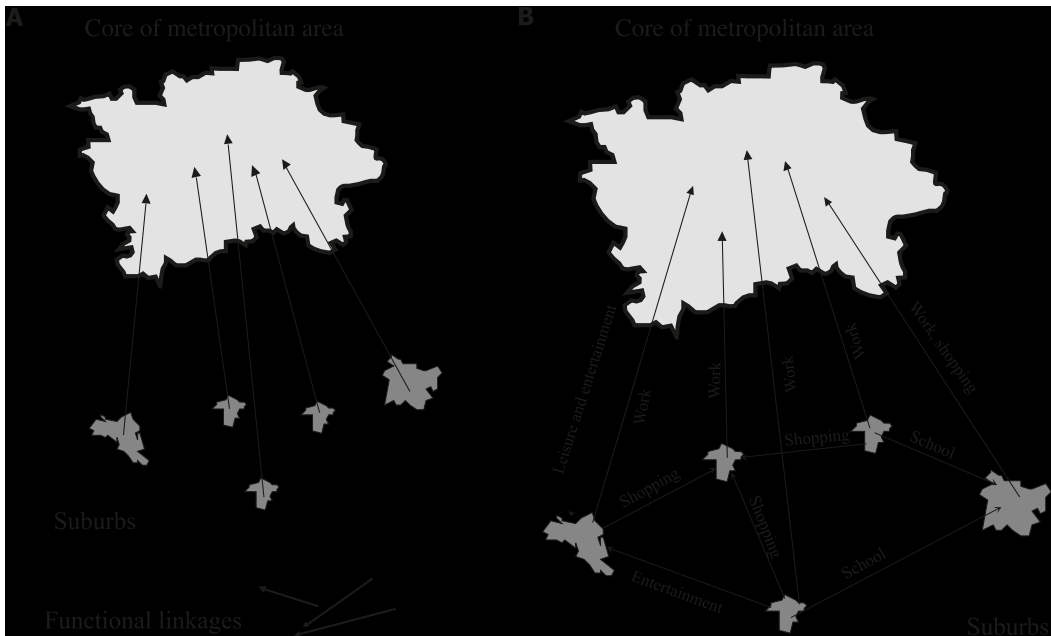 A
Core of metropolitan area
Suburbs
Functional linkages
B
Core of metropolitan area
Leisure and entertainment
Work
Work
Work
Work
Work, shopping
Shopping
Shopping
School
Shopping
Entertainment
School
Suburbs